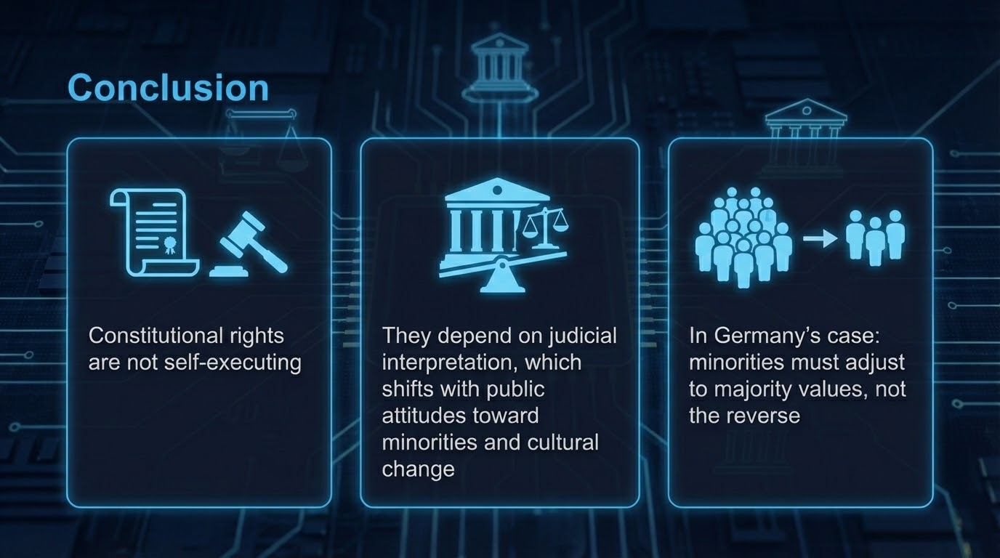 Conclusion
Constitutional rights
are not self-executing
They depend on judicial
interpretation, which
shifts with public
attitudes toward
minorities and cultural
change
In Germany’s case:
minorities must adjust
to majority values, not
the reverse